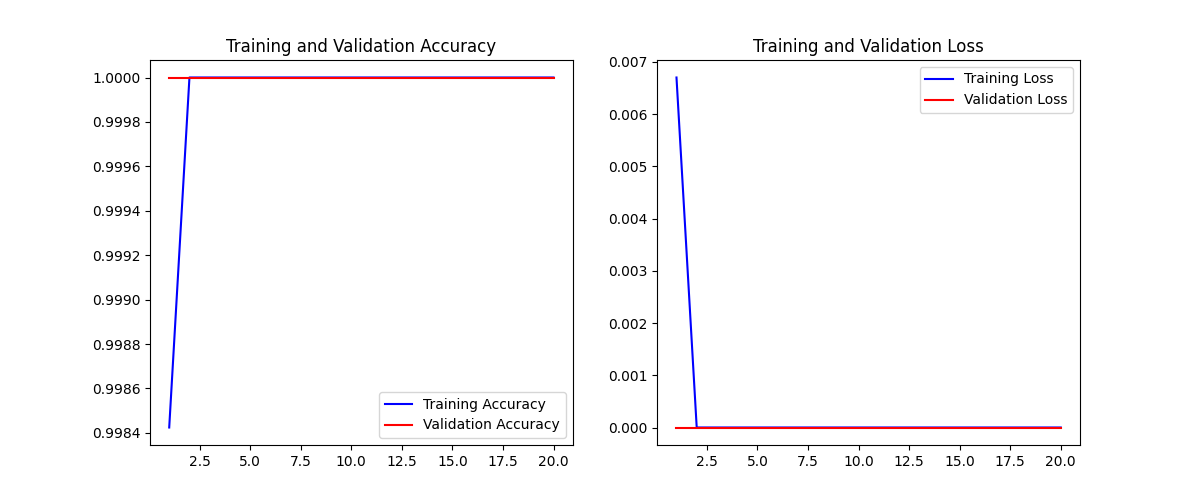 Training and Validation Accuracy
1.0000
0.9998
0.9996
0.9994
0.9992
0.9990
0.9988
0.9986
0.9984
2.5 5.0 7.5 10.0 12.5 15.0 17.5 20.0
Training Accuracy
Validation Accuracy
Training and Validation Loss
0.007
0.006
0.005
0.004
0.003
0.002
0.001
0.000
2.5 5.0 7.5 10.0 12.5 15.0 17.5 20.0
Training Loss
Validation Loss